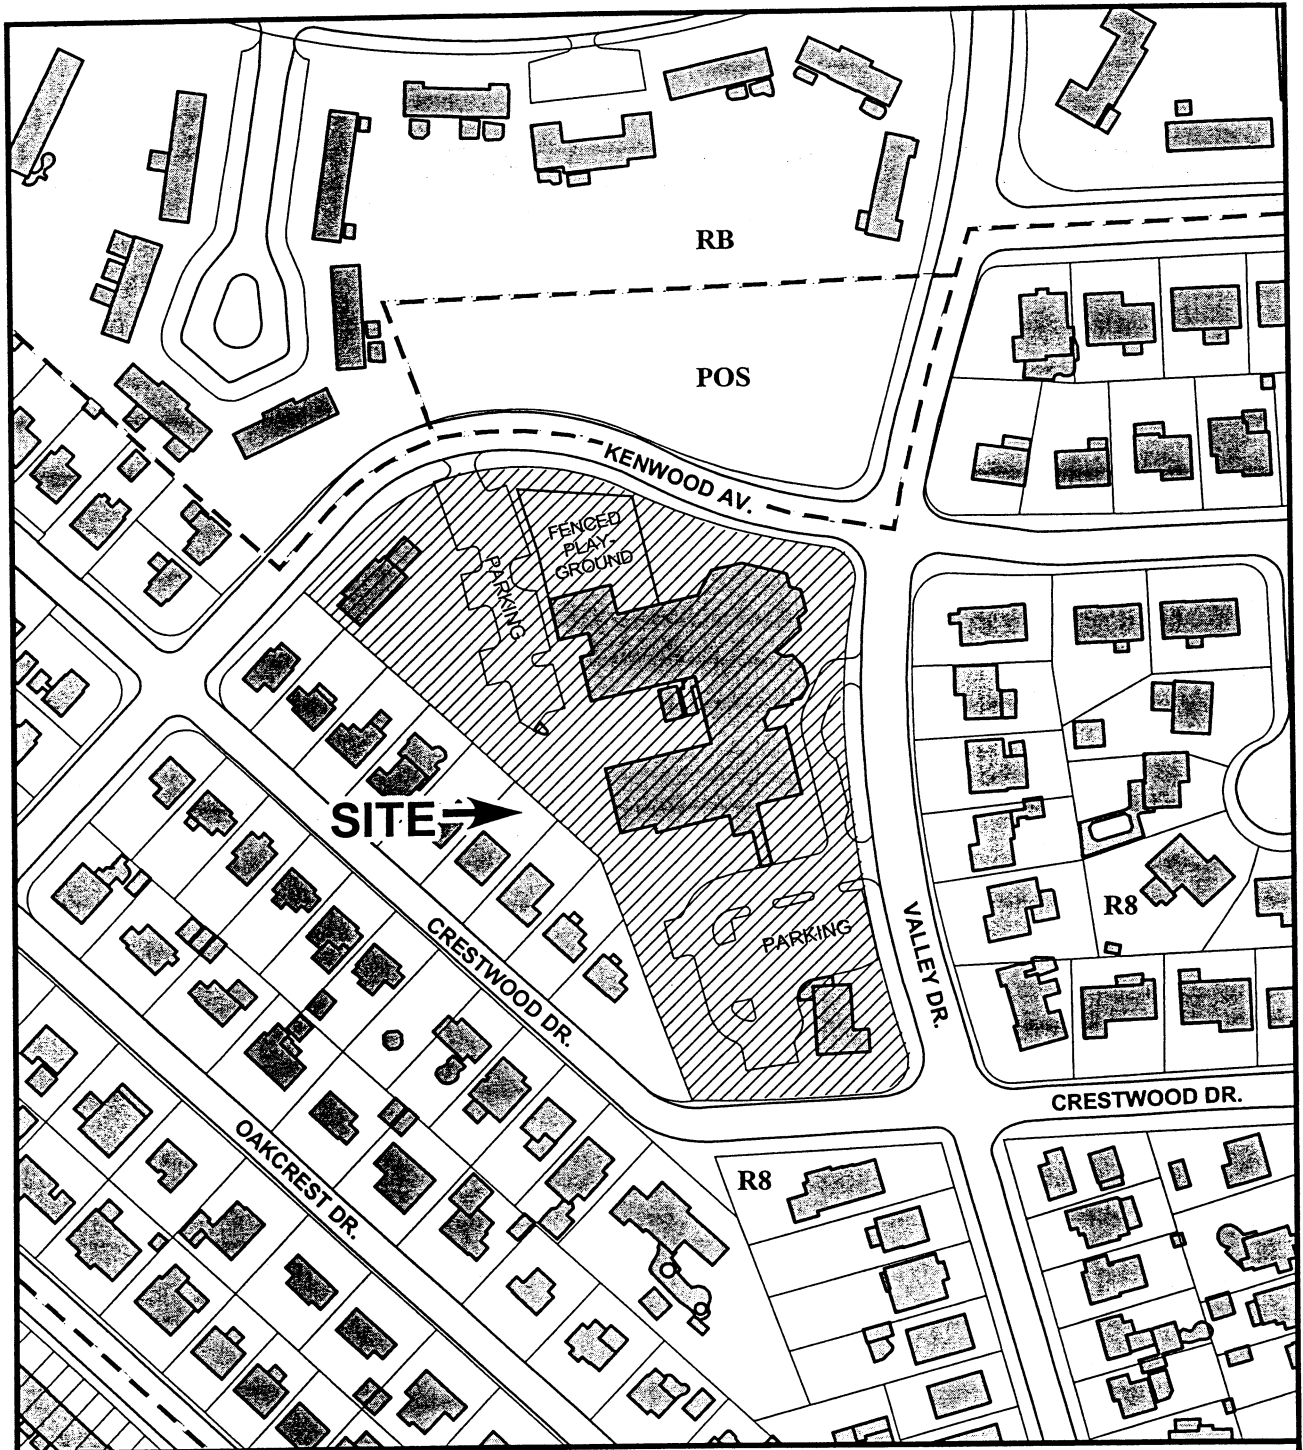 RB
POS
KENWOOD AV.
FENCED
PLAY-
GROUND
PARKING
SITE
R8
PARKING
VALLEY DR.
CRESTWOOD DR.
CRESTWOOD DR.
OAKCREST DR.
R8